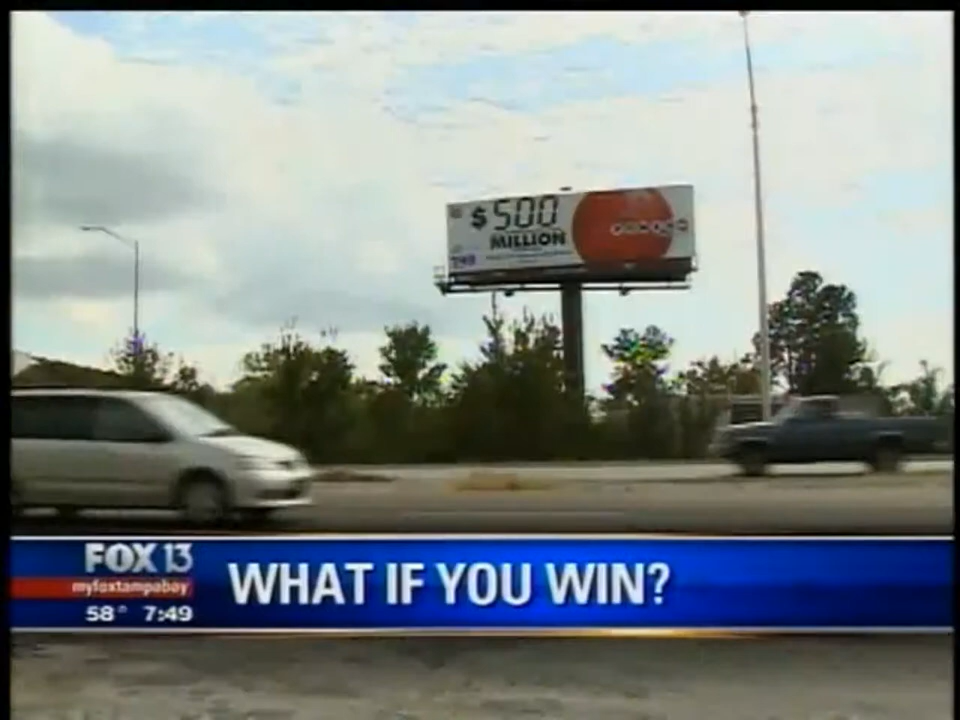 $ 500
MILLION
FOX 13
myfoxtampabay
58° 7:49
WHAT IF YOU WIN?